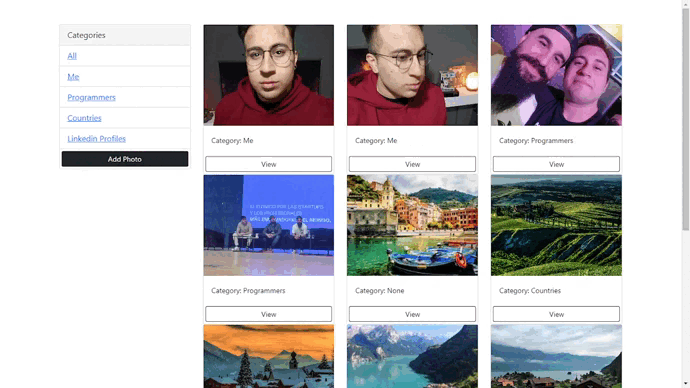 Categories
All
Me
Programmers
Countries
Linkedin Profiles
Add Photo
Category: Me
View
Category: Me
View
Category: Programmers
View
Category: Programmers
View
Category: None
View
Category: Countries
View